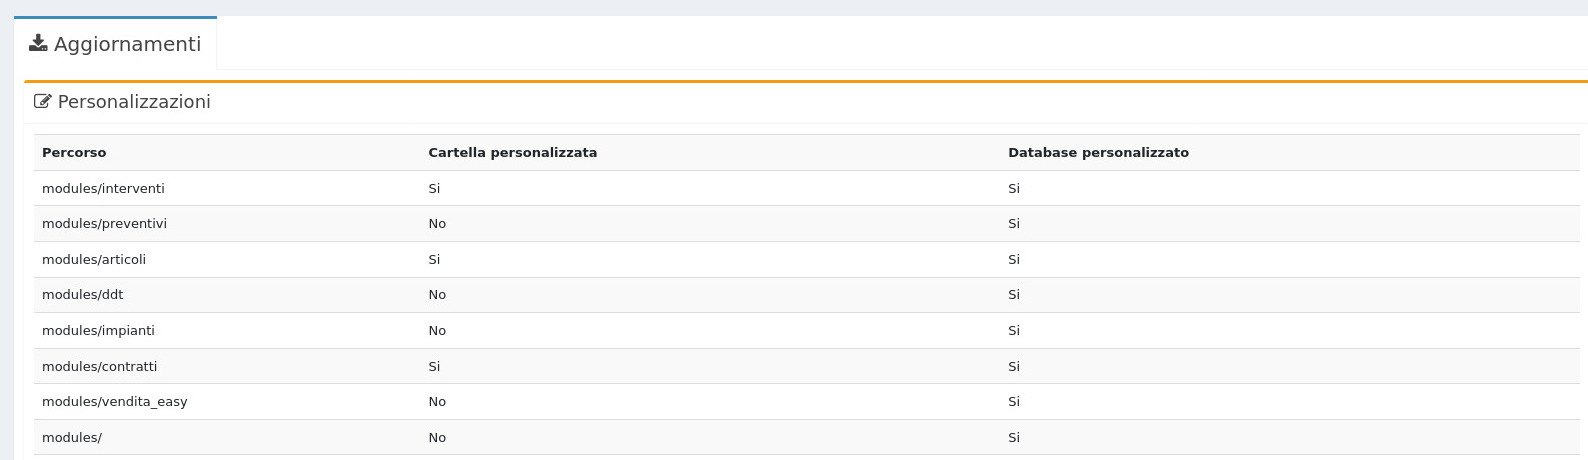 Aggiornamenti
Personalizzazioni
Percorso Cartella personalizzata Database personalizzato
modules/interventi Si Si
modules/preventivi No Si
modules/articoli Si Si
modules/ddt No Si
modules/impianti No Si
modules/contratti Si Si
modules/vendita_easy No Si
modules/ No Si